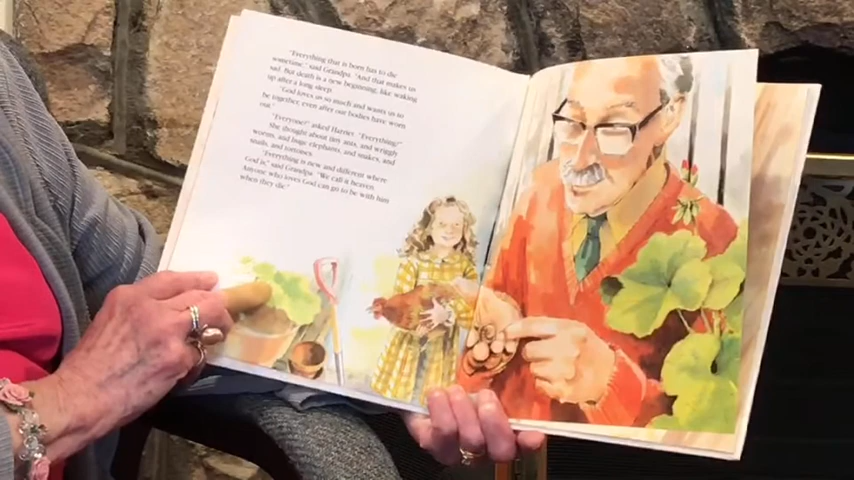 "Everything that is born has to die
sometime," said Grandpa. "And that makes us
sad. But death is a new beginning, like waking
up after a long sleep.
"God loves us so much and wants us to
be together, even after our bodies have worn
out."
"Everyone?" asked Harriet. "Everything?"
She thought about tiny ants, and wriggly
worms, and huge elephants, and snakes, and
snails, and tortoises.
"Everything is new and different where
God is," said Grandpa. "We call it heaven.
Anyone who loves God can go to be with him
when they die."